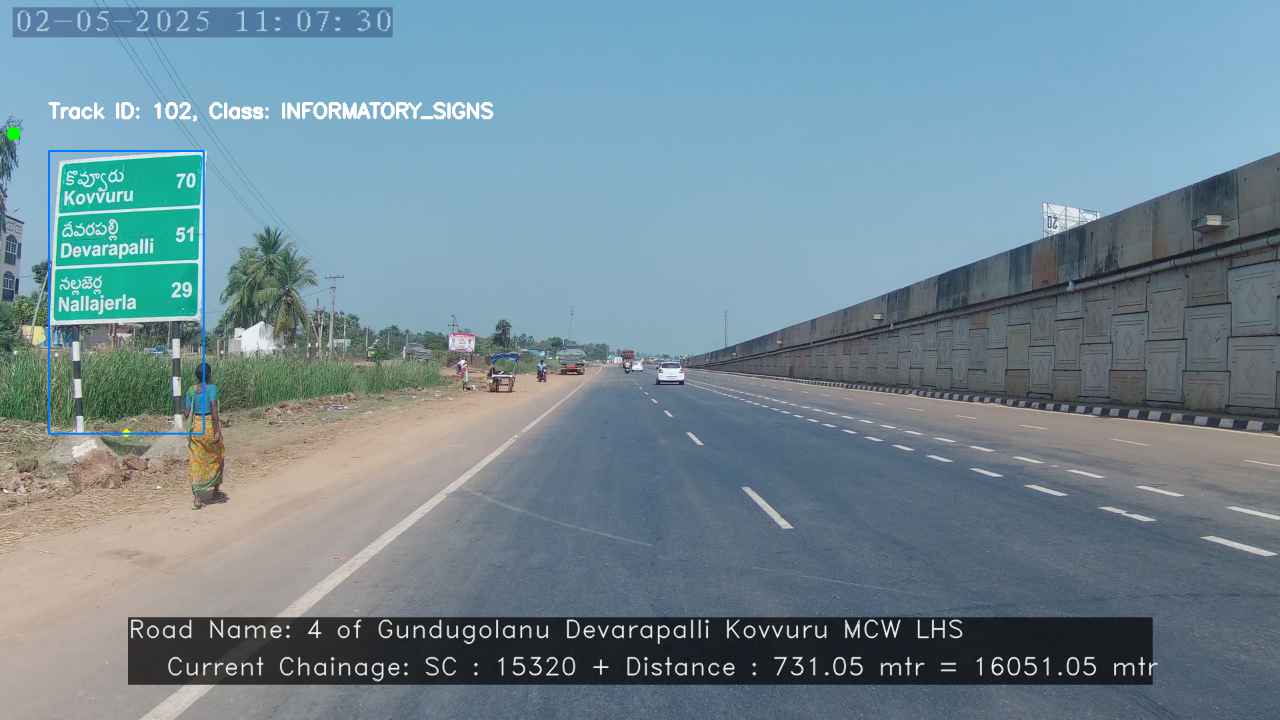 02-05-2025 11:07:30
Track ID: 102, Class: INFORMATORY_SIGNS
కొవ్వూరు
Kovvuru 70
దేవరపల్లి
Devarapalli 51
నల్లజెర్ల
Nallajerla 29
20
Road Name: 4 of Gundugolanu Devarapalli Kovvuru MCW LHS
Current Chainage: SC : 15320 + Distance : 731.05 mtr = 16051.05 mtr